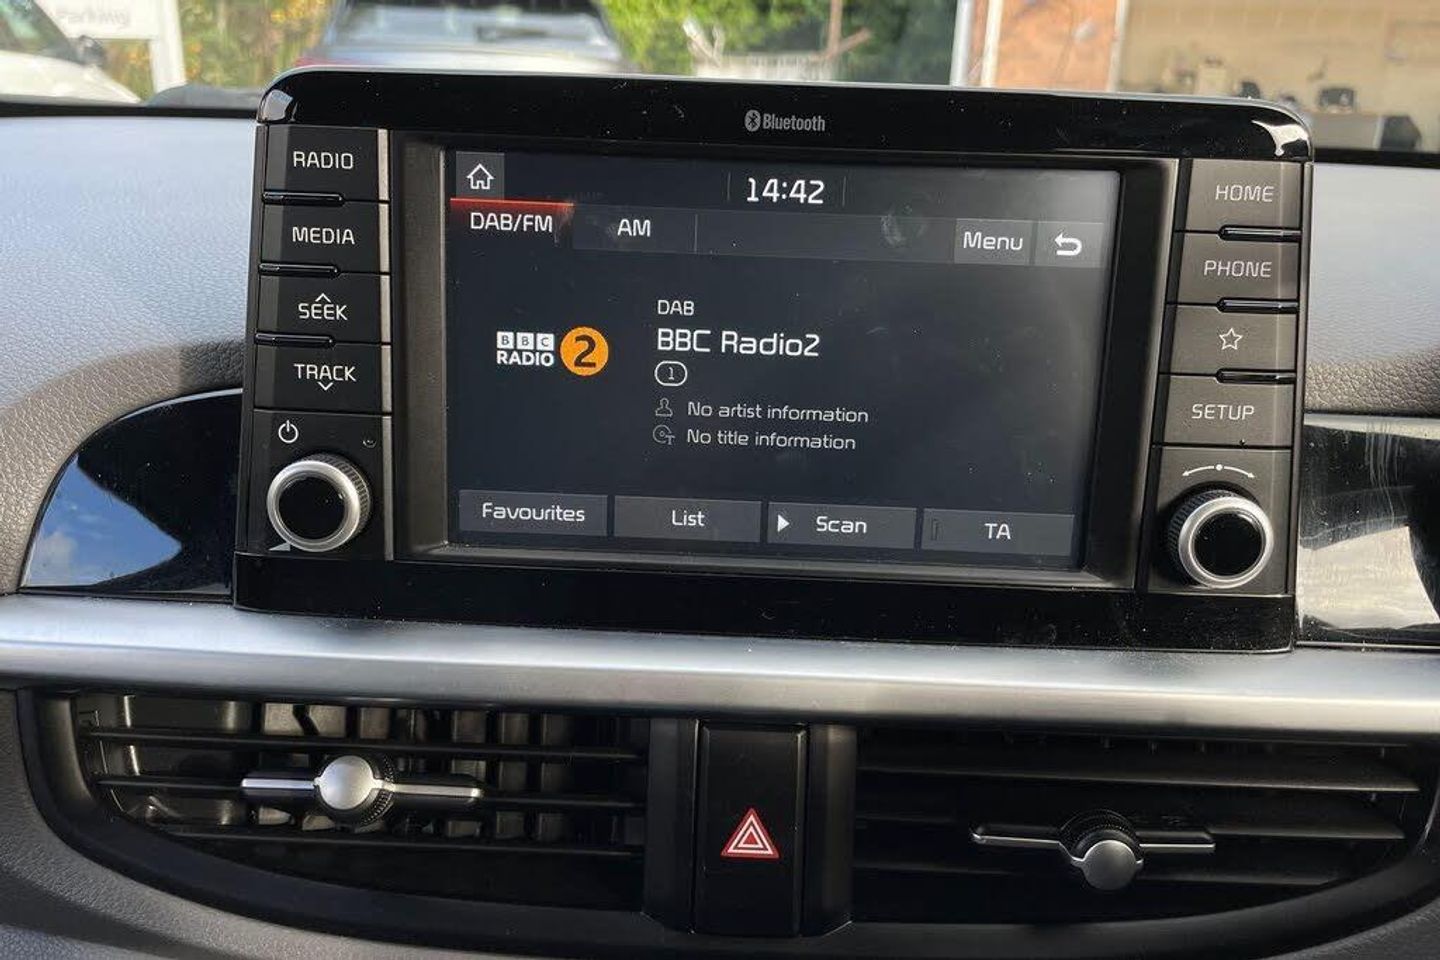 Parking
Bluetooth
RADIO
MEDIA
SEEK
TRACK
14:42
DAB/FM
AM
Menu
BBC
RADIO
2
DAB
BBC Radio2
1
No artist information
No title information
Favourites
List
Scan
TA
HOME
PHONE
SETUP